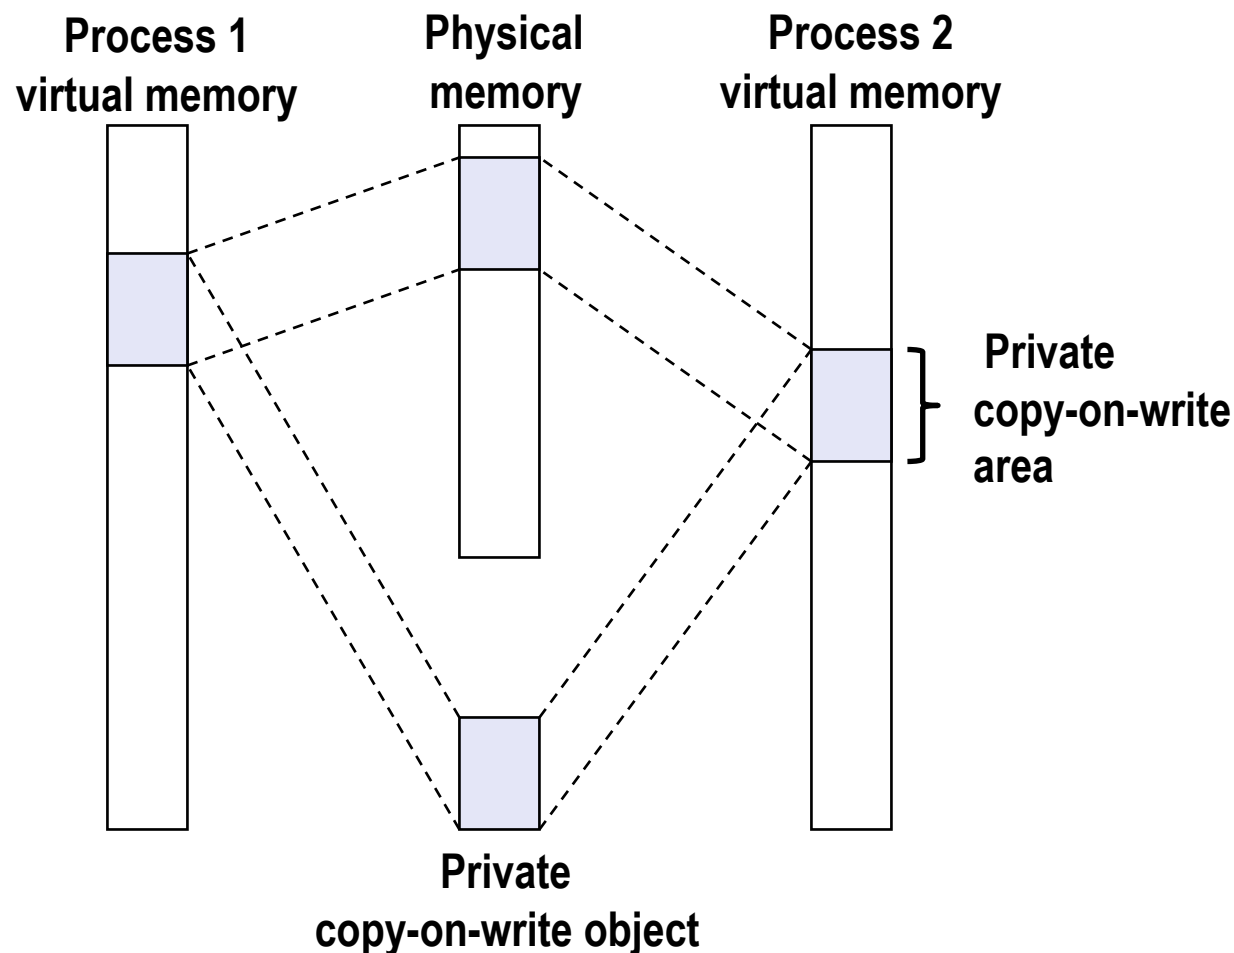 Process 1
virtual memory
Physical
memory
Process 2
virtual memory
Private
copy-on-write
area
Private
copy-on-write object